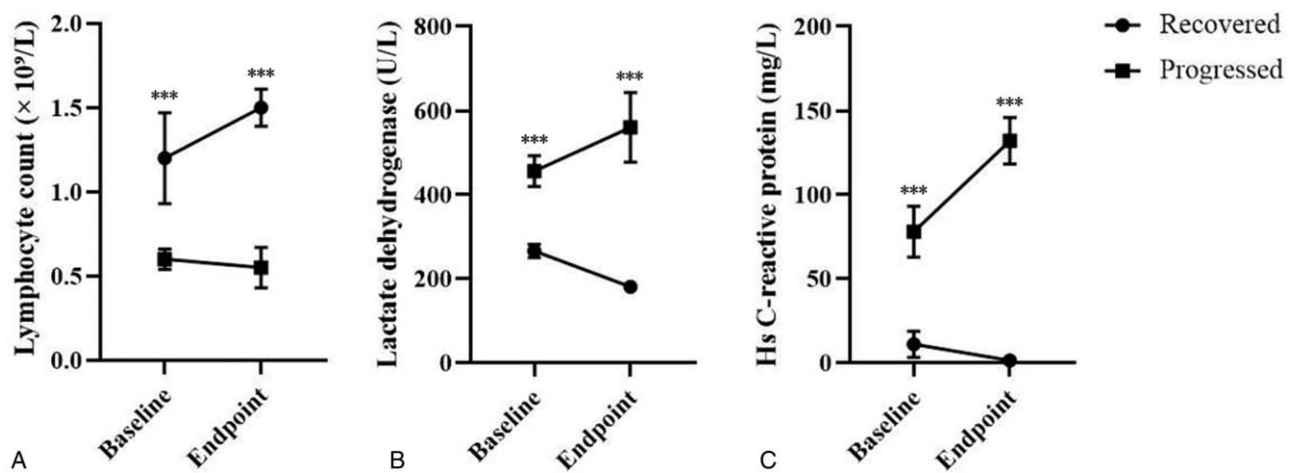 Lymphocyte count (× 10⁹/L)
2.0
1.5
1.0
0.5
0.0
***
***
Baseline
Endpoint
A
Lactate dehydrogenase (U/L)
800
600
400
200
0
***
***
Baseline
Endpoint
B
Hs C-reactive protein (mg/L)
200
150
100
50
0
***
***
Baseline
Endpoint
C
Recovered
Progressed